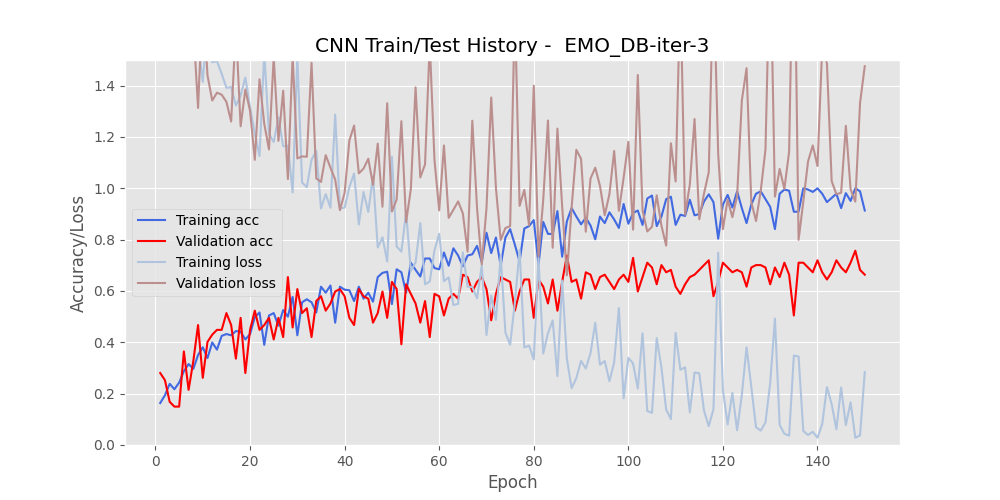 CNN Train/Test History -  EMO_DB-iter-3
Accuracy/Loss
1.4
1.2
1.0
0.8
0.6
0.4
0.2
0.0
Training acc
Validation acc
Training loss
Validation loss
0 20 40 60 80 100 120 140
Epoch